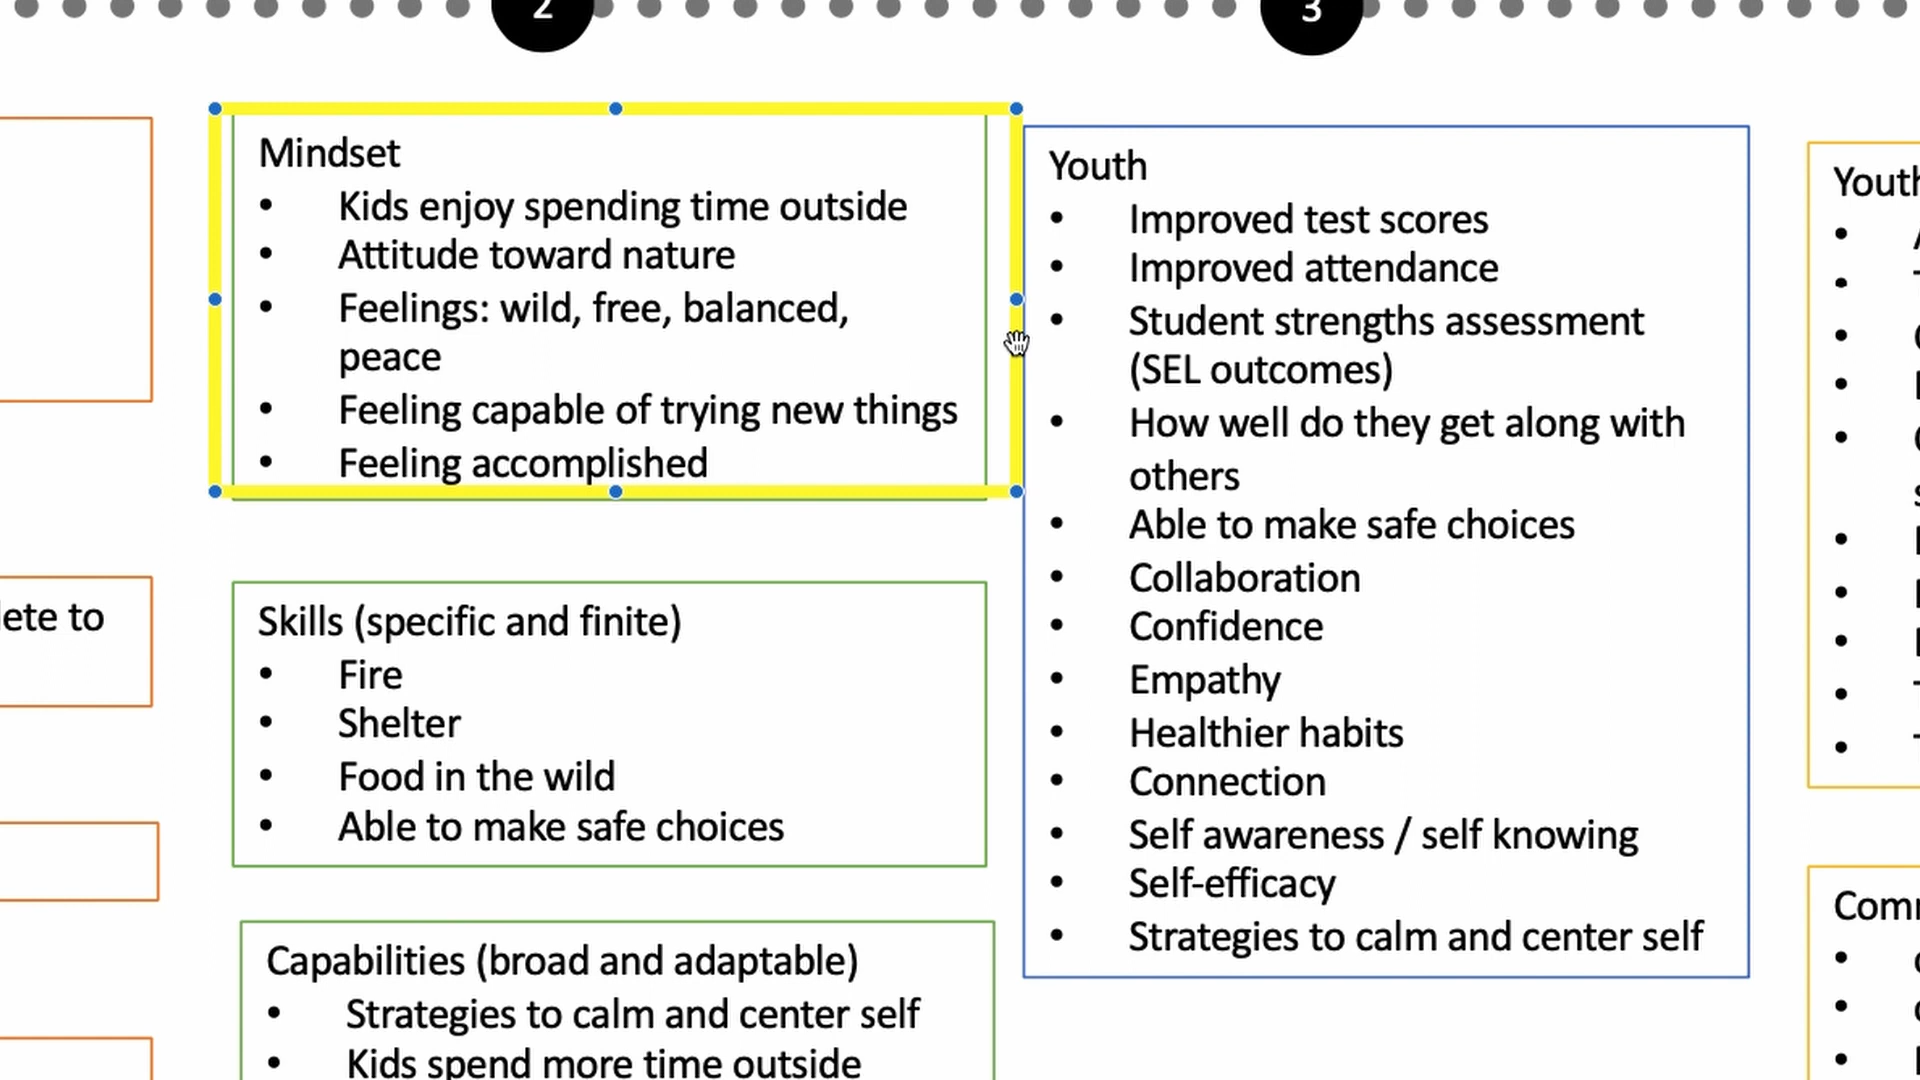 2
3
Mindset
• Kids enjoy spending time outside
• Attitude toward nature
• Feelings: wild, free, balanced,
peace
• Feeling capable of trying new things
• Feeling accomplished
Skills (specific and finite)
• Fire
• Shelter
• Food in the wild
• Able to make safe choices
Capabilities (broad and adaptable)
• Strategies to calm and center self
• Kids spend more time outside
Youth
• Improved test scores
• Improved attendance
• Student strengths assessment
(SEL outcomes)
• How well do they get along with
others
• Able to make safe choices
• Collaboration
• Confidence
• Empathy
• Healthier habits
• Connection
• Self awareness / self knowing
• Self-efficacy
• Strategies to calm and center self
to